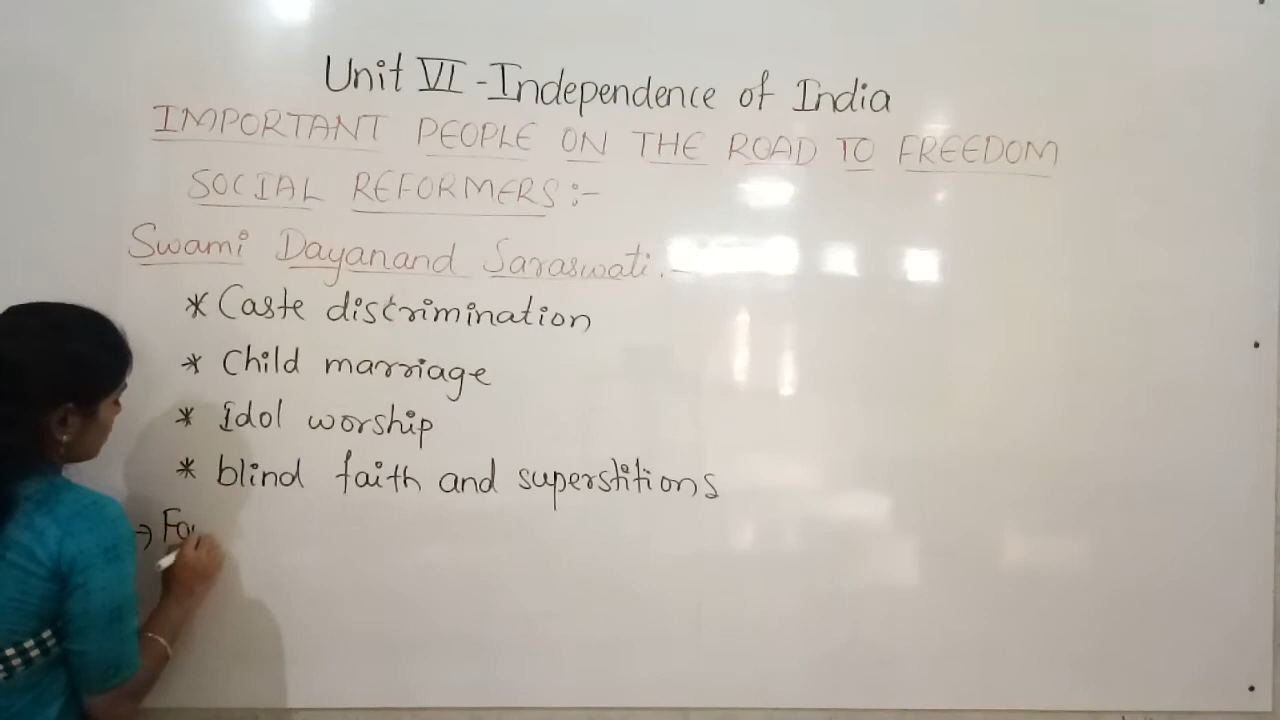 Unit VI - Independence of India
IMPORTANT PEOPLE ON THE ROAD TO FREEDOM
SOCIAL REFORMERS :-
Swami Dayanand Saraswati :-
* Caste discrimination
* Child marriage
* Idol worship
* blind faith and superstitions
→ Fo